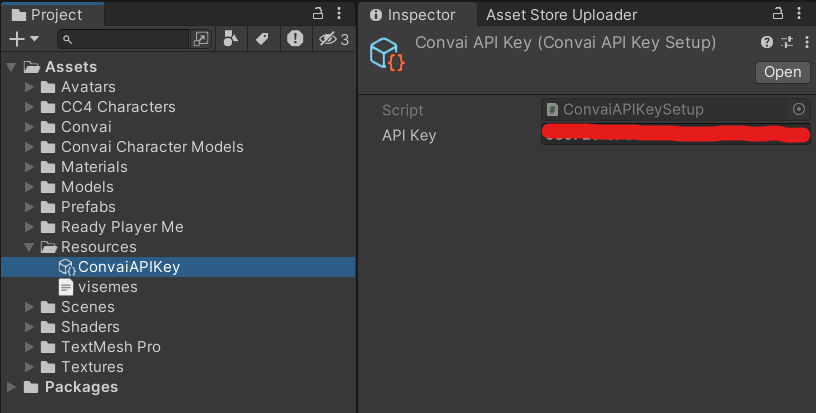 Project
3
Assets
Avatars
CC4 Characters
Convai
Convai Character Models
Materials
Models
Prefabs
Ready Player Me
Resources
ConvaiAPIKey
visemes
Scenes
Shaders
TextMesh Pro
Textures
Packages
Inspector
Asset Store Uploader
Convai API Key (Convai API Key Setup)
Open
Script
ConvaiAPIKeySetup
API Key